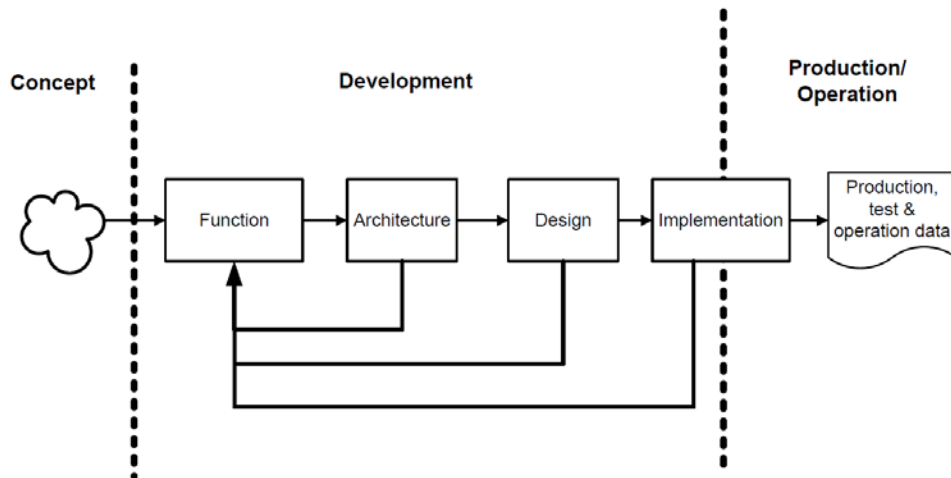 Concept
Development
Production/
Operation
Function
Architecture
Design
Implementation
Production,
test &
operation data